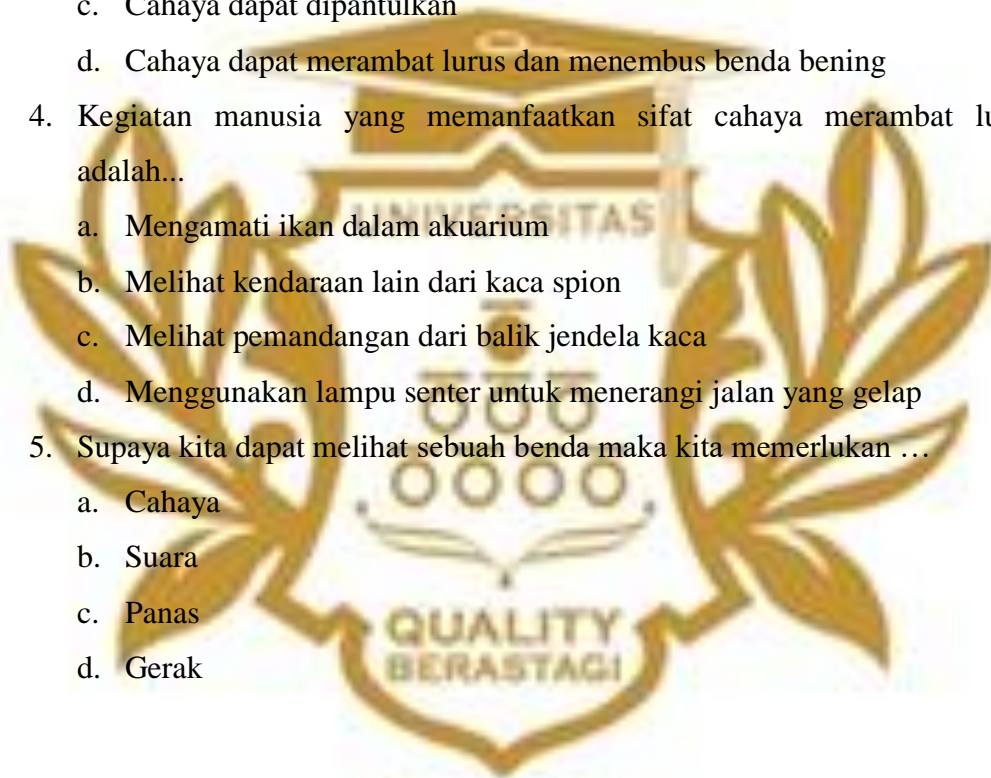 c. Cahaya dapat dipantulkan
d. Cahaya dapat merambat lurus dan menembus benda bening
4. Kegiatan manusia yang memanfaatkan sifat cahaya merambat
adalah...
UNIVERSITAS
a. Mengamati ikan dalam akuarium
b. Melihat kendaraan lain dari kaca spion
c. Melihat pemandangan dari balik jendela kaca
d. Menggunakan lampu senter untuk menerangi jalan yang gelap
5. Supaya kita dapat melihat sebuah benda maka kita memerlukan …
a. Cahaya
b. Suara
c. Panas
d. Gerak
QUALITY
BERASTAGI